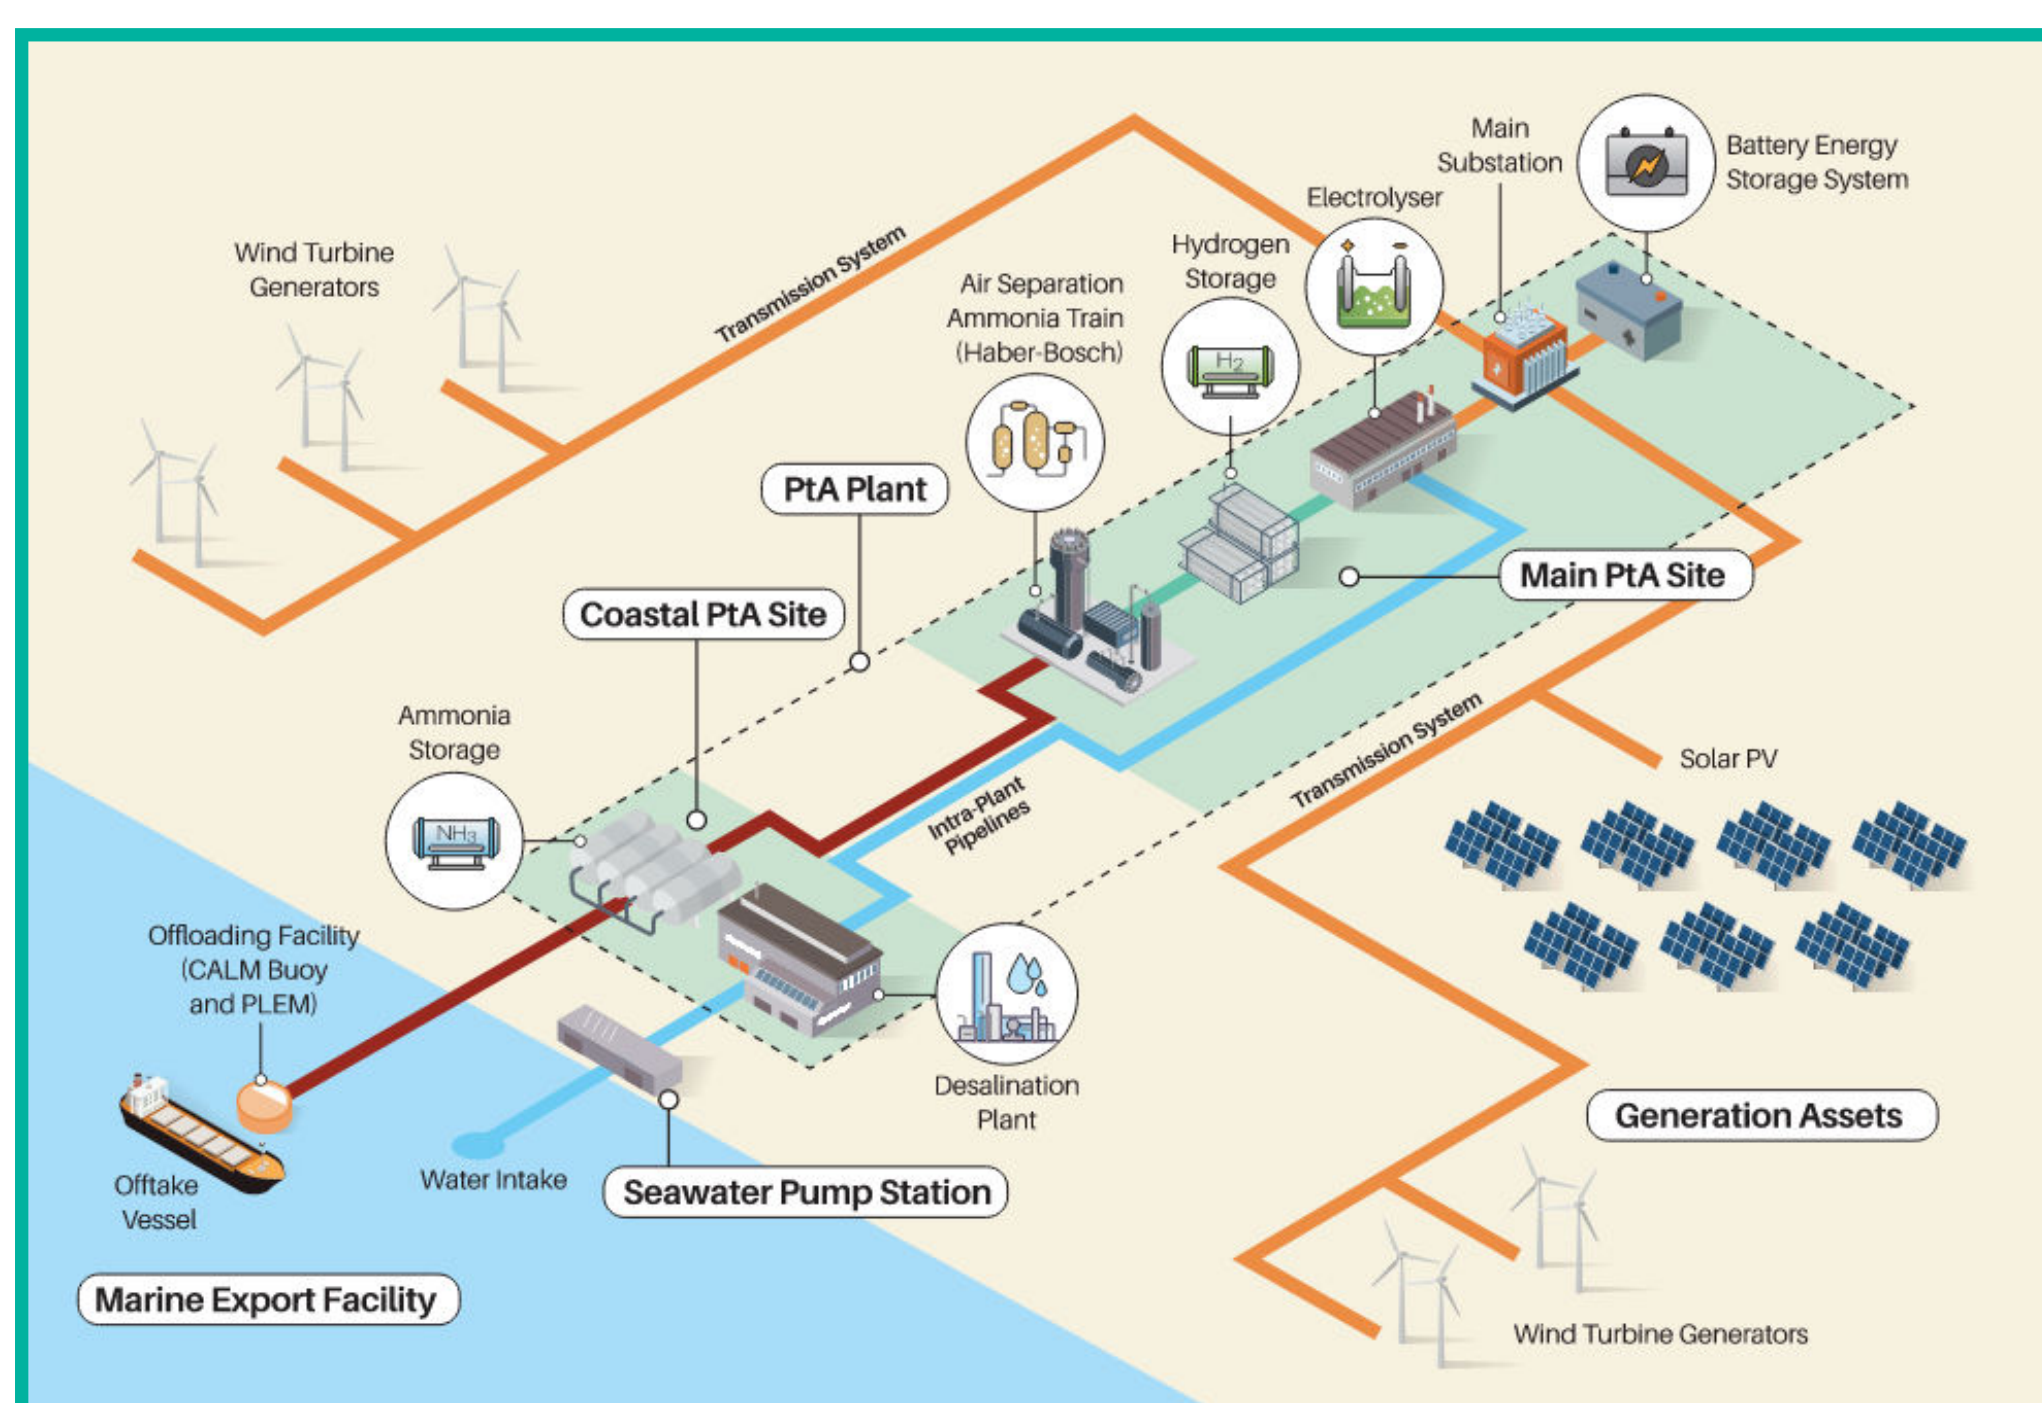 Main
Substation
Battery Energy
Storage System
Electrolyser
Hydrogen
Storage
H2
Air Separation
Ammonia Train
(Haber-Bosch)
Wind Turbine
Generators
Transmission System
PtA Plant
Coastal PtA Site
Main PtA Site
Ammonia
Storage
NH3
Intra-Plant
Pipelines
Transmission System
Solar PV
Offloading Facility
(CALM Buoy
and PLEM)
Desalination
Plant
Generation Assets
Offtake
Vessel
Water Intake
Seawater Pump Station
Marine Export Facility
Wind Turbine Generators